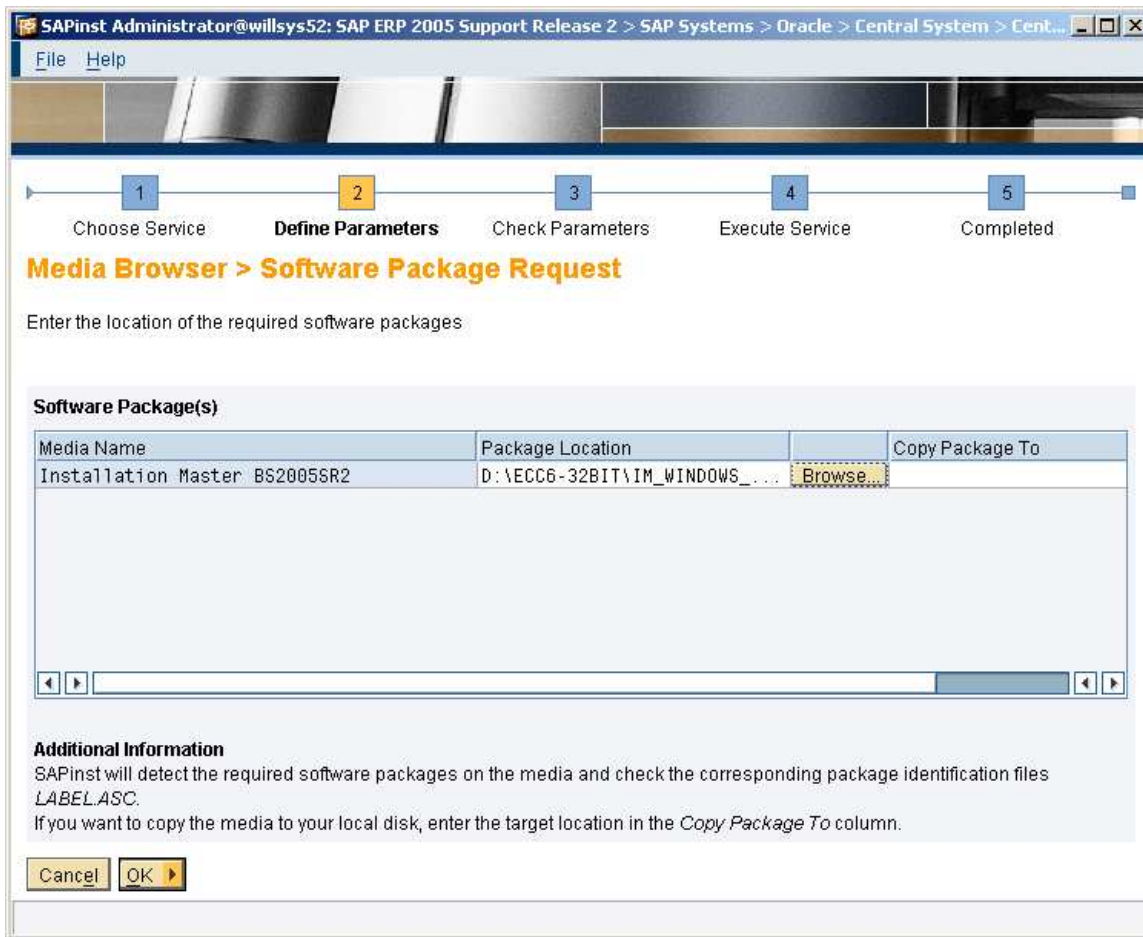 SAPinst Administrator@willsys52: SAP ERP 2005 Support Release 2 > SAP Systems > Oracle > Central System > Cent...
File Help
1 2 3 4 5
Choose Service Define Parameters Check Parameters Execute Service Completed
Media Browser > Software Package Request
Enter the location of the required software packages
Software Package(s)
Media Name Package Location Copy Package To
Installation Master BS2005SR2 D:\ECC6-32BIT\IM_WINDOWS_... Browse...
Additional Information
SAPinst will detect the required software packages on the media and check the corresponding package identification files
LABEL.ASC.
If you want to copy the media to your local disk, enter the target location in the Copy Package To column.
Cancel OK